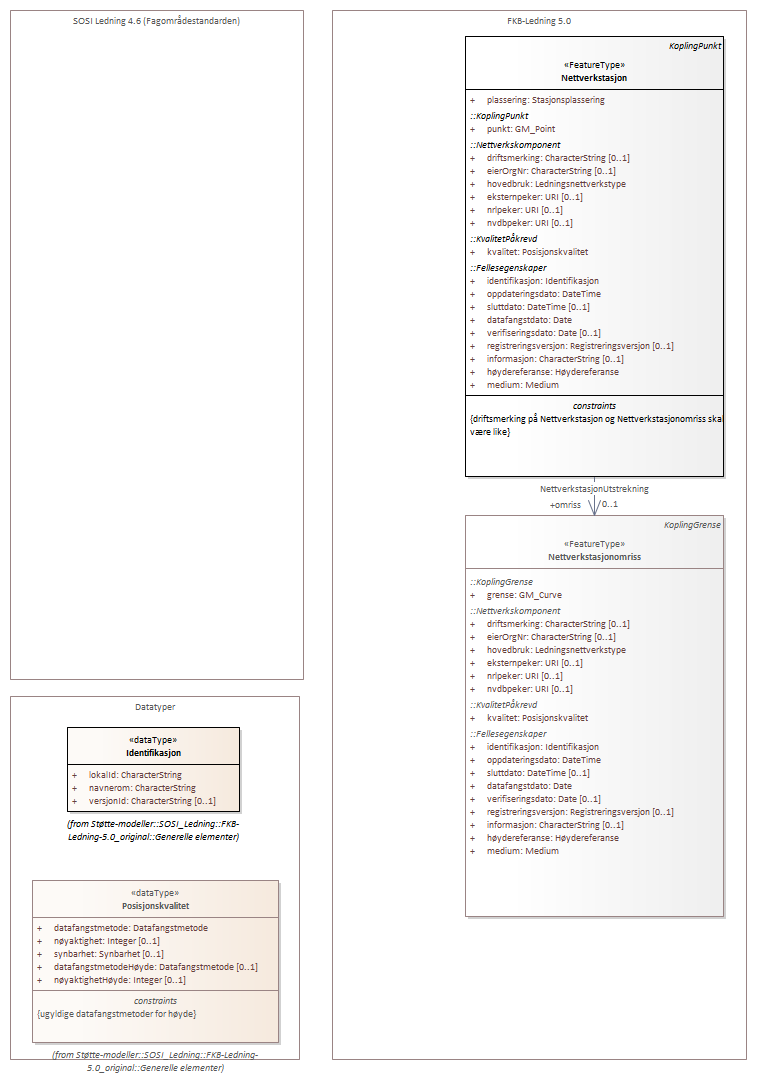 SOSI Ledning 4.6 (Fagområdestandarden)
Datatyper
«dataType»
Identifikasjon
+ lokalId: CharacterString
+ navnerom: CharacterString
+ versjonId: CharacterString [0..1]
(from Støtte-modeller::SOSI_Ledning::FKB-
Ledning-5.0_original::Generelle elementer)
«dataType»
Posisjonskvalitet
+ datafangstmetode: Datafangstmetode
+ nøyaktighet: Integer [0..1]
+ synbarhet: Synbarhet [0..1]
+ datafangstmetodeHøyde: Datafangstmetode [0..1]
+ nøyaktighetHøyde: Integer [0..1]
constraints
{ugyldige datafangstmetoder for høyde}
(from Støtte-modeller::SOSI_Ledning::FKB-Ledning-
5.0_original::Generelle elementer)
FKB-Ledning 5.0
KoplingPunkt
«FeatureType»
Nettverkstasjon
+ plassering: Stasjonsplassering
::KoplingPunkt
+ punkt: GM_Point
::Nettverkskomponent
+ driftsmerking: CharacterString [0..1]
+ eierOrgNr: CharacterString [0..1]
+ hovedbruk: Ledningsnettverkstype
+ eksternpeker: URI [0..1]
+ nrlpeker: URI [0..1]
+ nvdbpeker: URI [0..1]
::KvalitetPåkrevd
+ kvalitet: Posisjonskvalitet
::Fellesegenskaper
+ identifikasjon: Identifikasjon
+ oppdateringsdato: DateTime
+ sluttdato: DateTime [0..1]
+ datafangstdato: Date
+ verifiseringsdato: Date [0..1]
+ registreringsversjon: Registreringsversjon [0..1]
+ informasjon: CharacterString [0..1]
+ høydereferanse: Høydereferanse
+ medium: Medium
constraints
{driftsmerking på Nettverkstasjon og Nettverkstasjonomriss skal
være like}
NettverkstasjonUtstrekning
+omriss 0..1
KoplingGrense
«FeatureType»
Nettverkstasjonomriss
::KoplingGrense
+ grense: GM_Curve
::Nettverkskomponent
+ driftsmerking: CharacterString [0..1]
+ eierOrgNr: CharacterString [0..1]
+ hovedbruk: Ledningsnettverkstype
+ eksternpeker: URI [0..1]
+ nrlpeker: URI [0..1]
+ nvdbpeker: URI [0..1]
::KvalitetPåkrevd
+ kvalitet: Posisjonskvalitet
::Fellesegenskaper
+ identifikasjon: Identifikasjon
+ oppdateringsdato: DateTime
+ sluttdato: DateTime [0..1]
+ datafangstdato: Date
+ verifiseringsdato: Date [0..1]
+ registreringsversjon: Registreringsversjon [0..1]
+ informasjon: CharacterString [0..1]
+ høydereferanse: Høydereferanse
+ medium: Medium